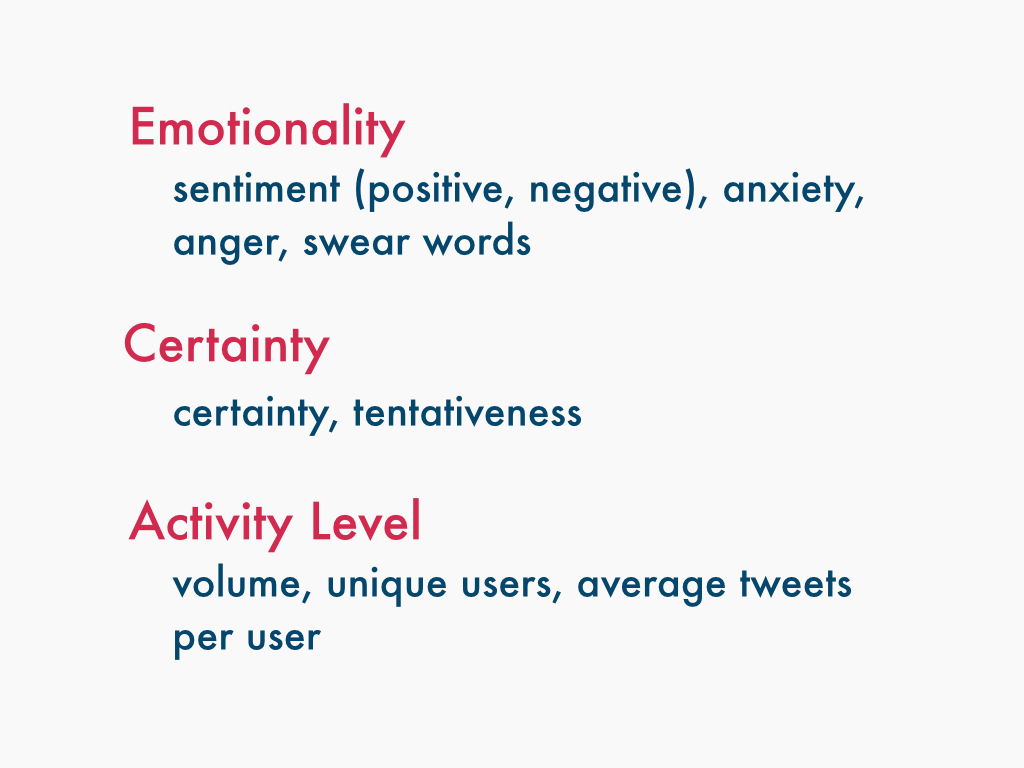 Emotionality
sentiment (positive, negative), anxiety,
anger, swear words
Certainty
certainty, tentativeness
Activity Level
volume, unique users, average tweets
per user